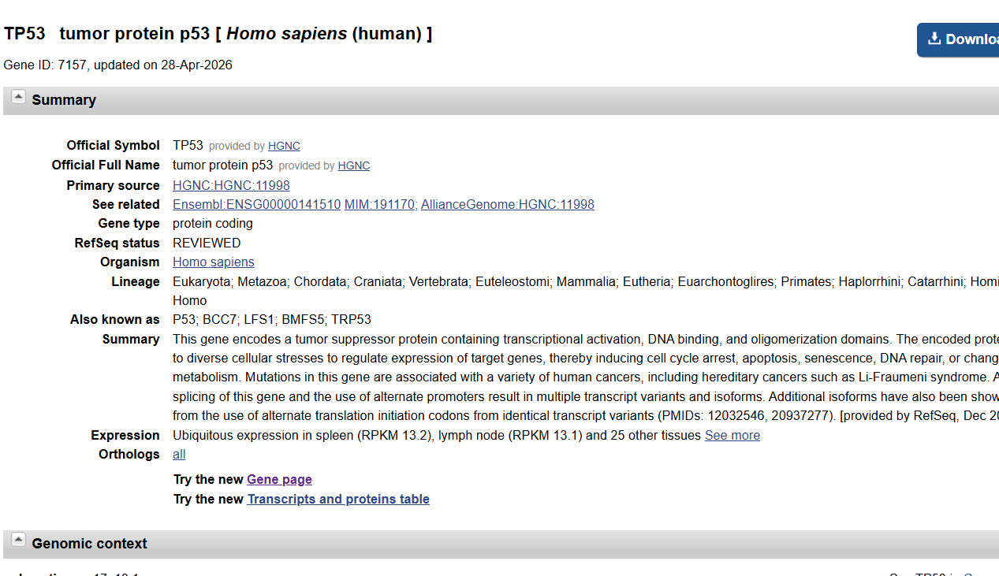 TP53 tumor protein p53 [ Homo sapiens (human) ]
Gene ID: 7157, updated on 28-Apr-2026
Summary
Official Symbol TP53 provided by HGNC
Official Full Name tumor protein p53 provided by HGNC
Primary source HGNC:HGNC:11998
See related Ensembl:ENSG00000141510 MIM:191170; AllianceGenome:HGNC:11998
Gene type protein coding
RefSeq status REVIEWED
Organism Homo sapiens
Lineage Eukaryota; Metazoa; Chordata; Craniata; Vertebrata; Euteleostomi; Mammalia; Eutheria; Euarchontoglires; Primates; Haplorrhini; Catarrhini;
Homo
Also known as P53; BCC7; LFS1; BMFS5; TRP53
Summary This gene encodes a tumor suppressor protein containing transcriptional activation, DNA binding, and oligomerization domains. The encoded
to diverse cellular stresses to regulate expression of target genes, thereby inducing cell cycle arrest, apoptosis, senescence, DNA repair, or
metabolism. Mutations in this gene are associated with a variety of human cancers, including hereditary cancers such as Li-Fraumeni syndrome.
splicing of this gene and the use of alternate promoters result in multiple transcript variants and isoforms. Additional isoforms have also been
from the use of alternate translation initiation codons from identical transcript variants (PMIDs: 12032546, 20937277). [provided by RefSeq, Dec
Expression Ubiquitous expression in spleen (RPKM 13.2), lymph node (RPKM 13.1) and 25 other tissues See more
Orthologs all
Try the new Gene page
Try the new Transcripts and proteins table
Genomic context